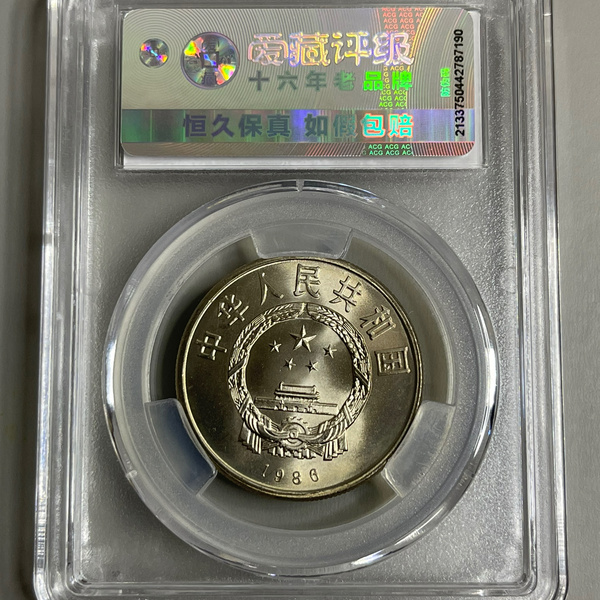 爱藏评级
十六年老品牌
恒久保真 如假包赔
2133750442787190
中华人民共和国
1986